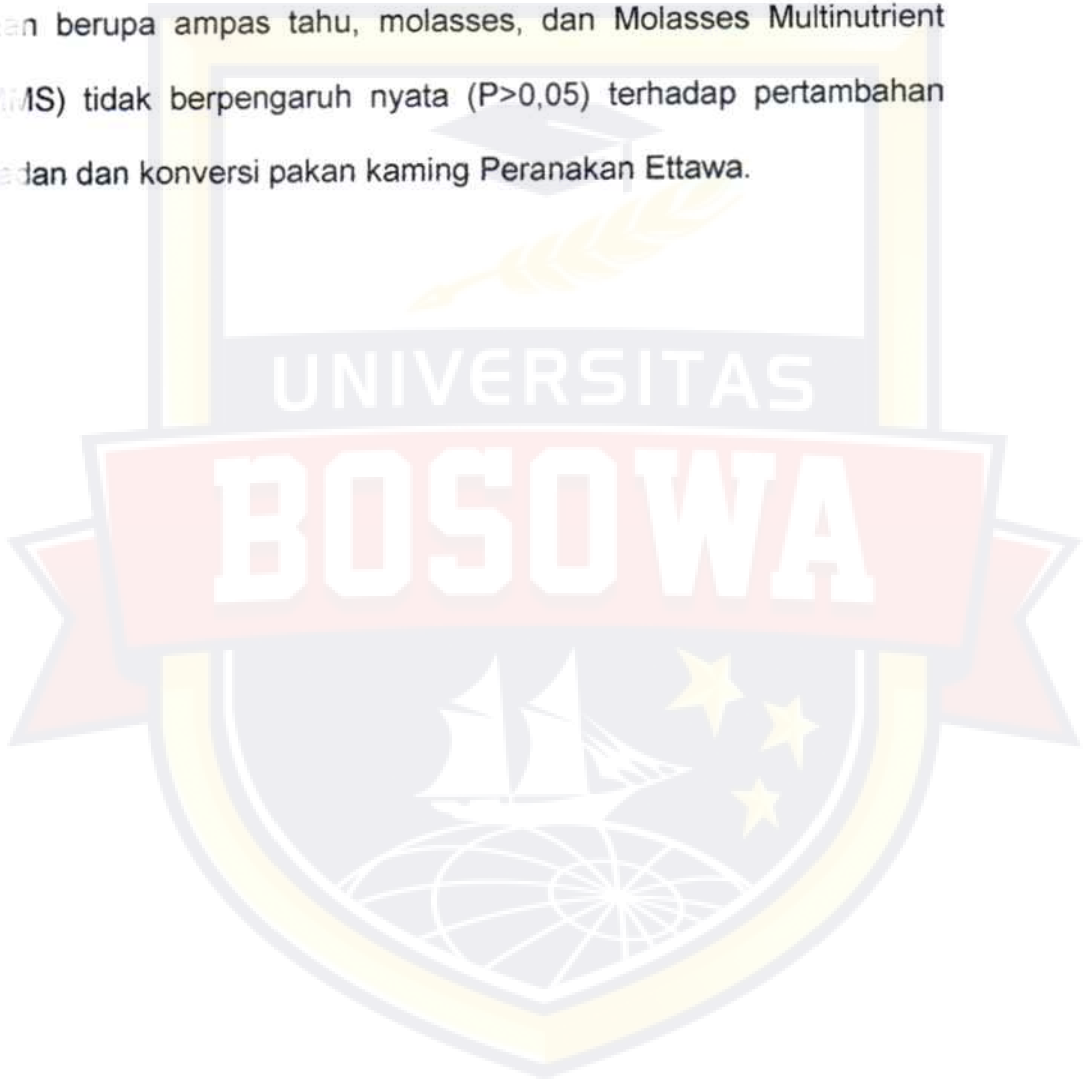 berupa ampas tahu, molasses, dan Molasses Multinutrient
tidak berpengaruh nyata (P>0,05) terhadap pertambahan
dan konversi pakan kaming Peranakan Ettawa.
UNIVERSITAS
BOSOWA